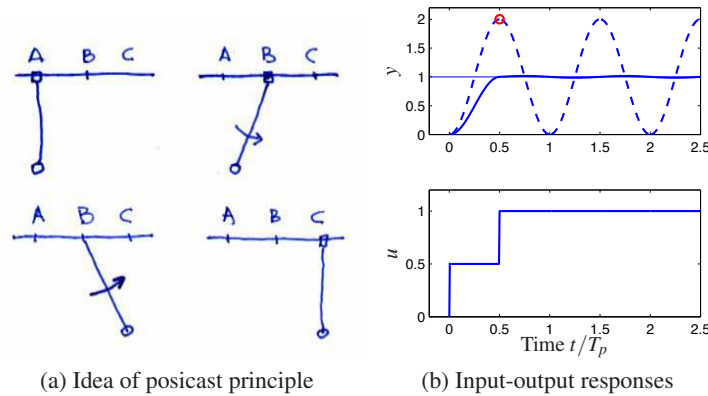 A B C
A B C
A B C
A B C
(a) Idea of posicast principle
2
1.5
1
0.5
0
y
0 0.5 1 1.5 2 2.5
1
0.5
0
u
0 0.5 1 1.5 2 2.5
Time t/Tp
(b) Input-output responses